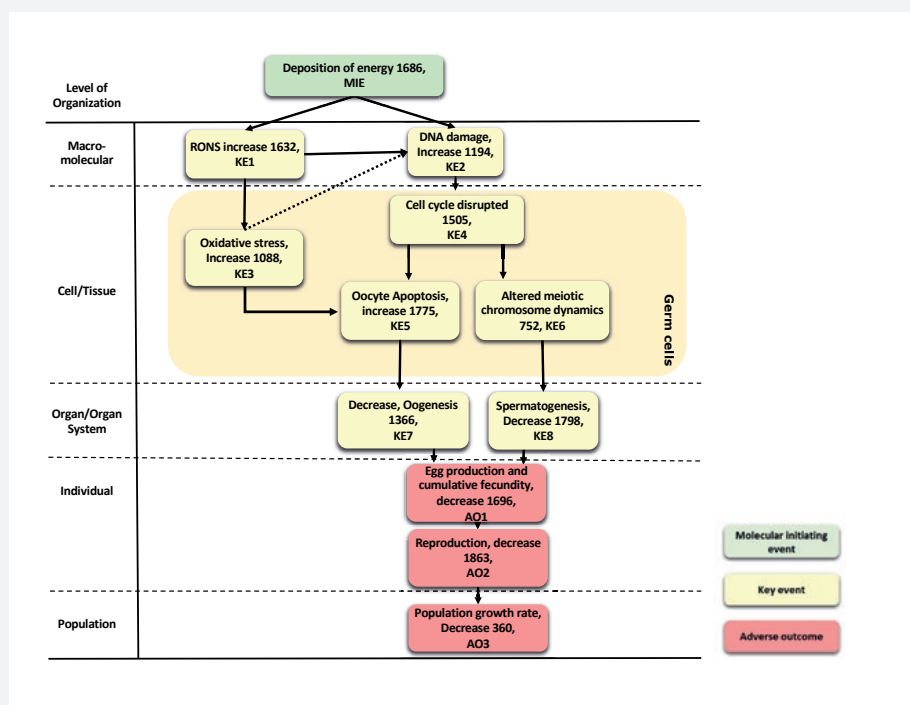 Deposition of energy 1686,
MIE
Level of
Organization
Macro-
molecular
RONS increase 1632,
KE1
DNA damage,
Increase 1194,
KE2
Cell/Tissue
Cell cycle disrupted
1505,
KE4
Oxidative stress,
Increase 1088,
KE3
Oocyte Apoptosis,
increase 1775,
KE5
Altered meiotic
chromosome dynamics
752, KE6
Germ cells
Organ/Organ
System
Decrease, Oogenesis
1366,
KE7
Spermatogenesis,
Decrease 1798,
KE8
Individual
Egg production and
cumulative fecundity,
decrease 1696,
AO1
Reproduction, decrease
1863,
AO2
Population
Population growth rate,
Decrease 360,
AO3
Molecular initiating
event
Key event
Adverse outcome